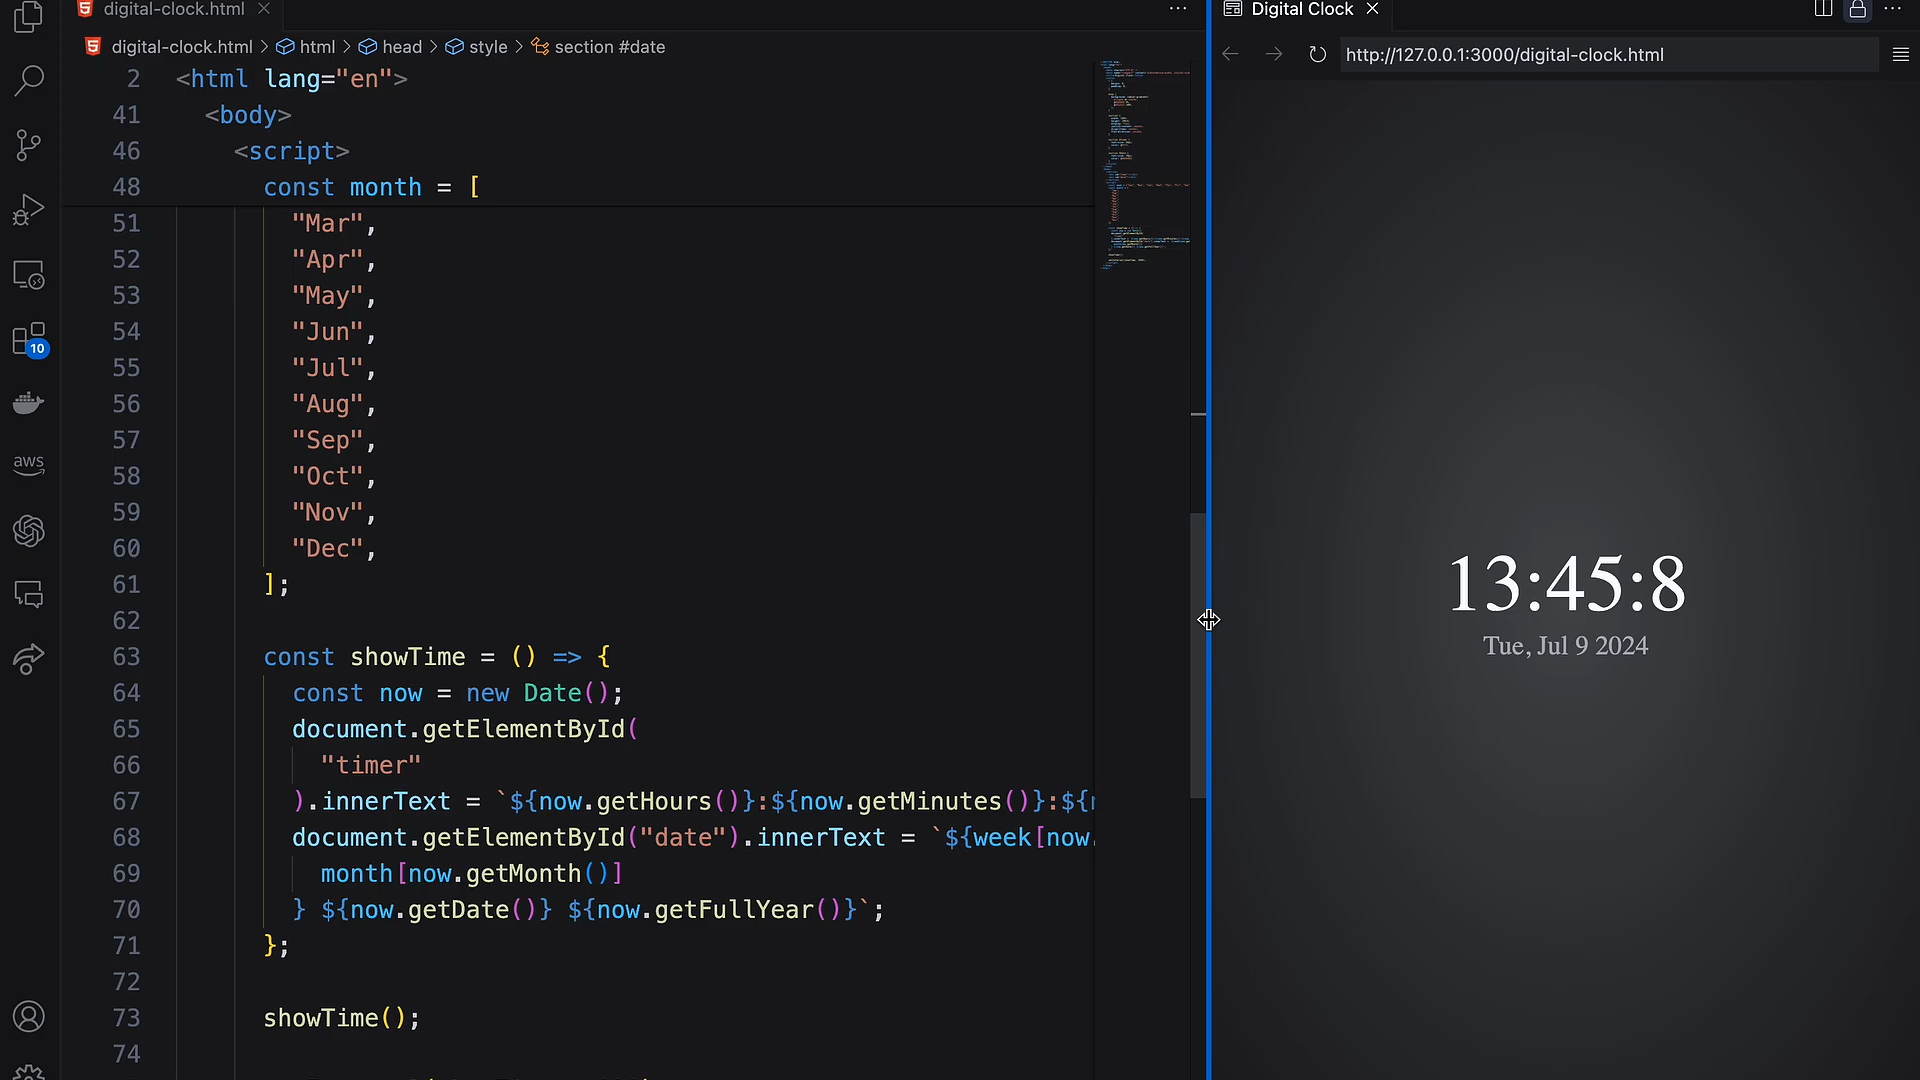 digital-clock.html
digital-clock.html > html > head > style > section #date
2 <html lang="en">
41 <body>
46 <script>
48 const month = [
51 "Mar",
52 "Apr",
53 "May",
54 "Jun",
55 "Jul",
56 "Aug",
57 "Sep",
58 "Oct",
59 "Nov",
60 "Dec",
61 ];
62
63 const showTime = () => {
64 const now = new Date();
65 document.getElementById(
66 "timer"
67 ).innerText = `${now.getHours()}:${now.getMinutes()}:${
68 document.getElementById("date").innerText = `${week[now.
69 month[now.getMonth()]
70 } ${now.getDate()} ${now.getFullYear()}`;
71 };
72
73 showTime();
74
10
aws
Digital Clock
http://127.0.0.1:3000/digital-clock.html
13:45:8
Tue, Jul 9 2024